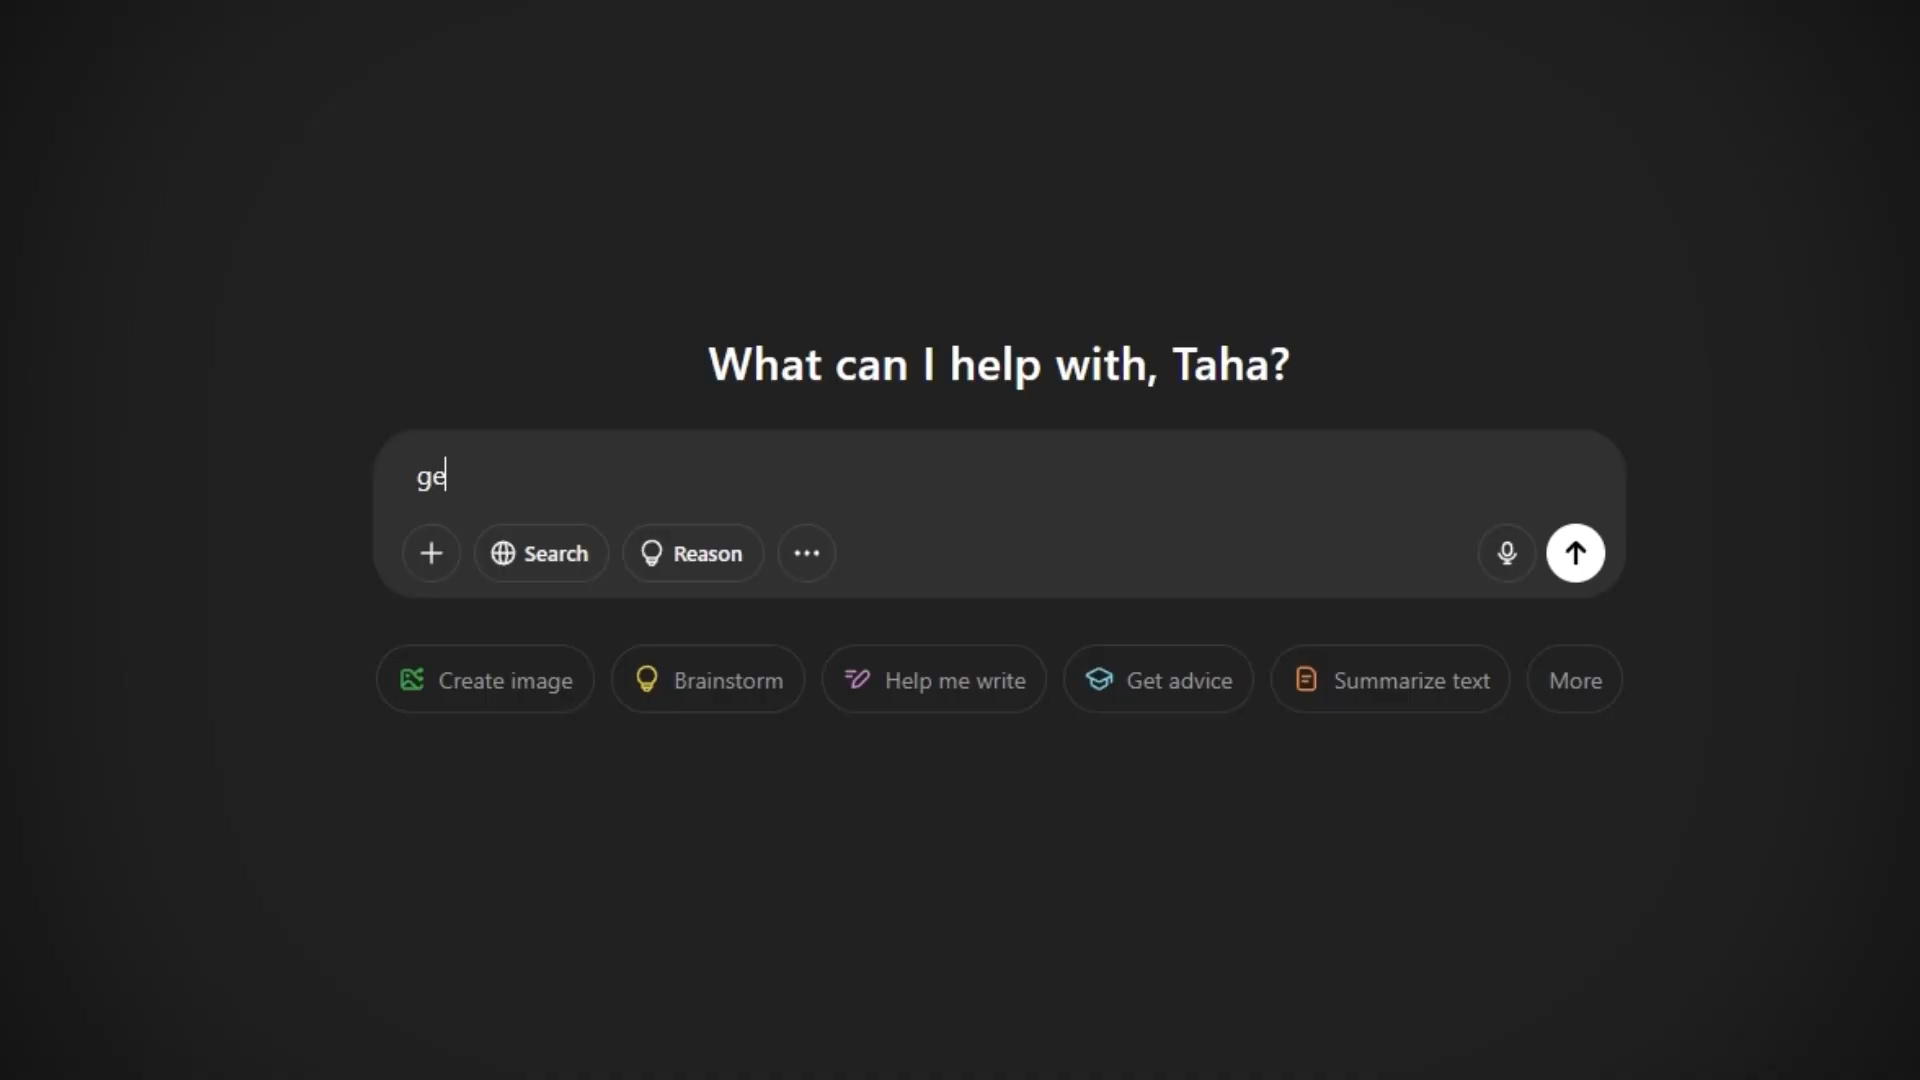 What can I help with, Taha?
ge
Search Reason
Create image Brainstorm Help me write Get advice Summarize text More